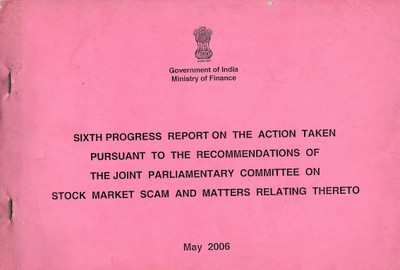 Government of India
Ministry of Finance
SIXTH PROGRESS REPORT ON THE ACTION TAKEN
PURSUANT TO THE RECOMMENDATIONS OF
THE JOINT PARLIAMENTARY COMMITTEE ON
STOCK MARKET SCAM AND MATTERS RELATING THERETO
May 2006